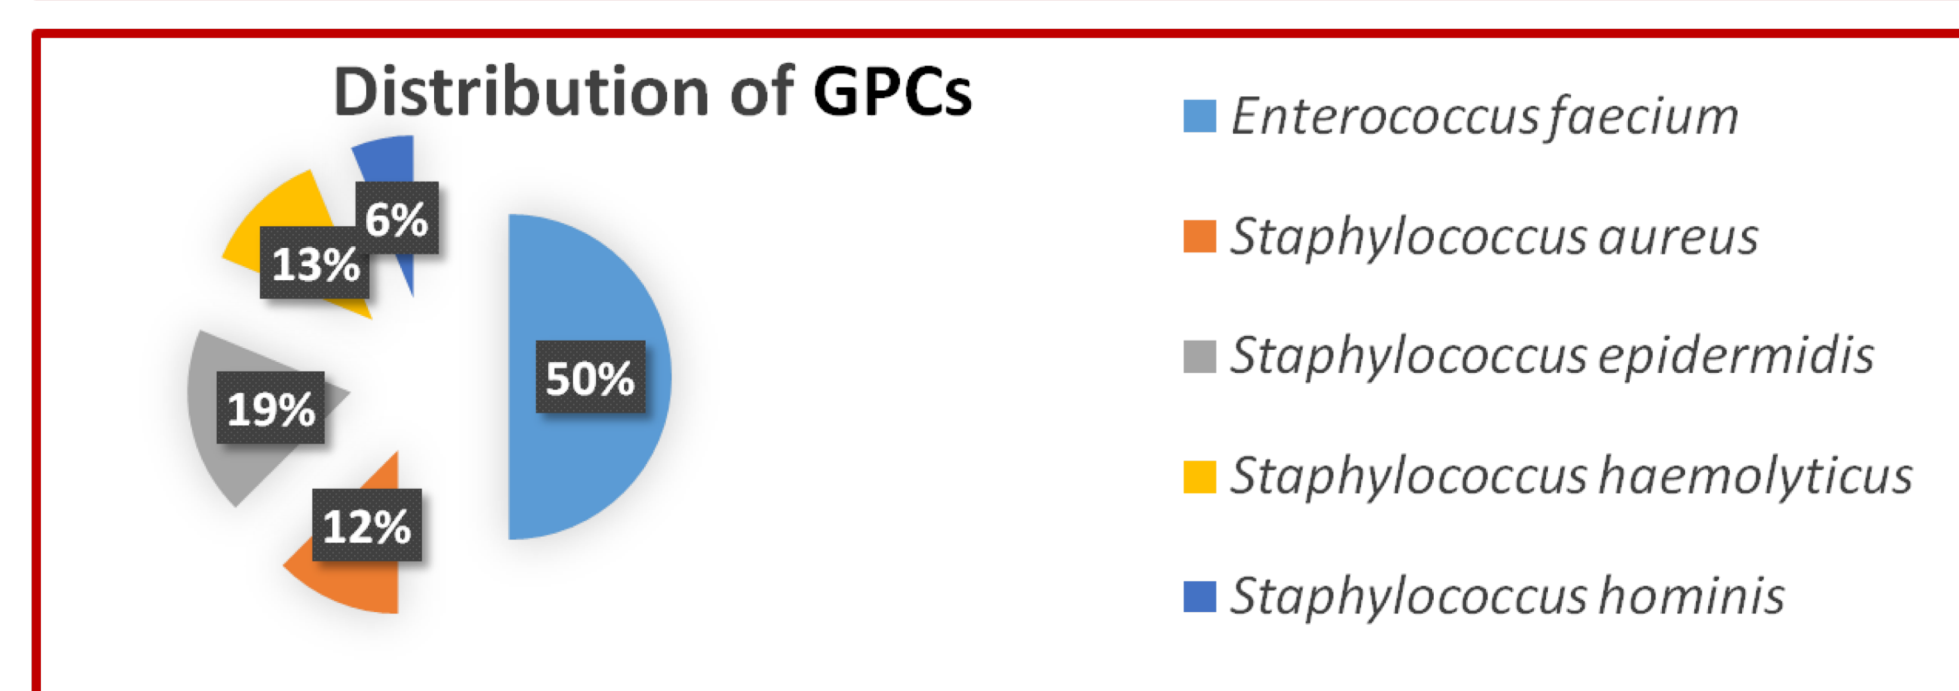 Distribution of GPCs
6%
13%
50%
19%
12%
Enterococcus faecium
Staphylococcus aureus
Staphylococcus epidermidis
Staphylococcus haemolyticus
Staphylococcus hominis